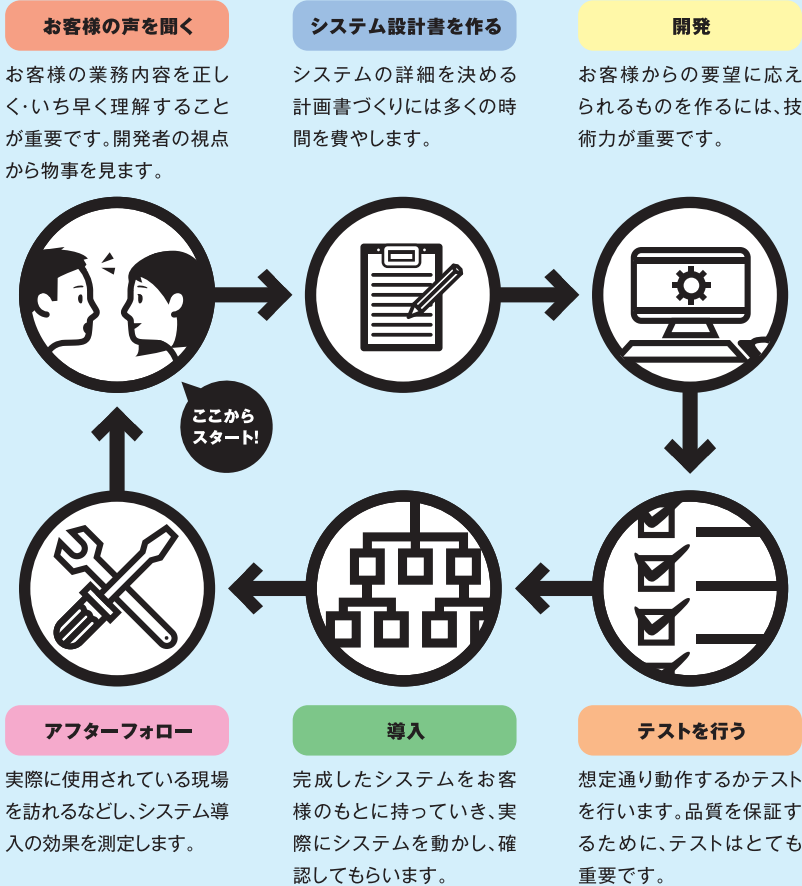 お客様の声を聞く
お客様の業務内容を正し
く・いち早く理解すること
が重要です。開発者の視点
から物事を見ます。
システム設計書を作る
システムの詳細を決める
計画書づくりには多くの時
間を費やします。
開発
お客様からの要望に応え
られるものを作るには、技
術力が重要です。
ここから
スタート!
アフターフォロー
実際に使用されている現場
を訪れるなどし、システム導
入の効果を測定します。
導入
完成したシステムをお客
様のもとに持っていき、実
際にシステムを動かし、確
認してもらいます。
テストを行う
想定通り動作するかテスト
を行います。品質を保証す
るために、テストはとても
重要です。